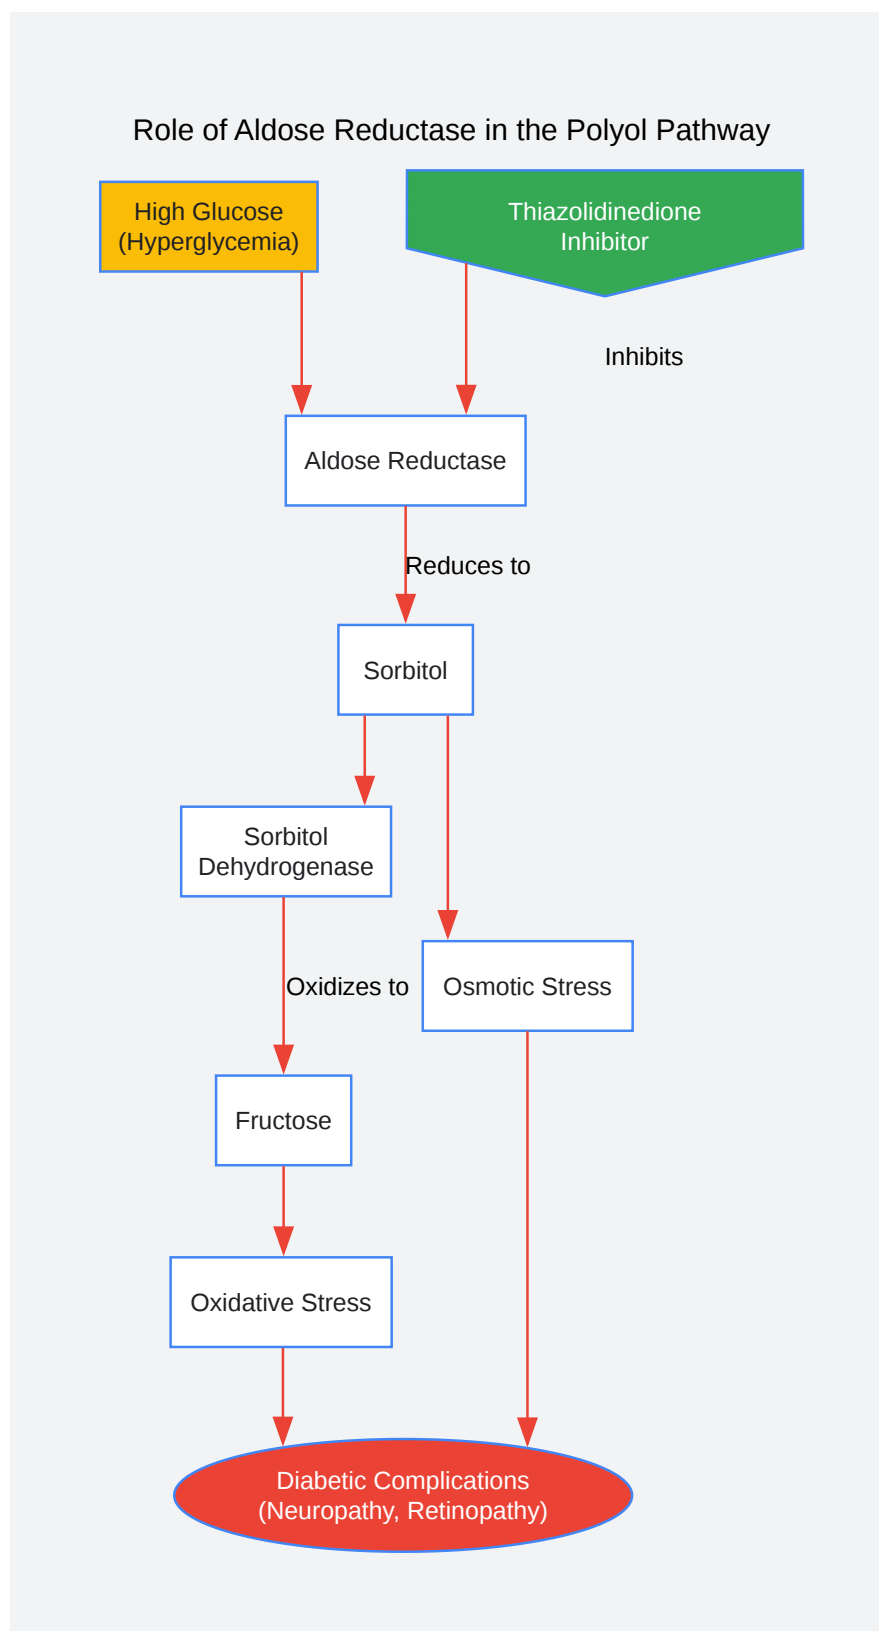 Role of Aldose Reductase in the Polyol Pathway
High Glucose
(Hyperglycemia)
Thiazolidinedione
Inhibitor
Inhibits
Aldose Reductase
Reduces to
Sorbitol
Sorbitol
Dehydrogenase
Oxidizes to
Osmotic Stress
Fructose
Oxidative Stress
Diabetic Complications
(Neuropathy, Retinopathy)